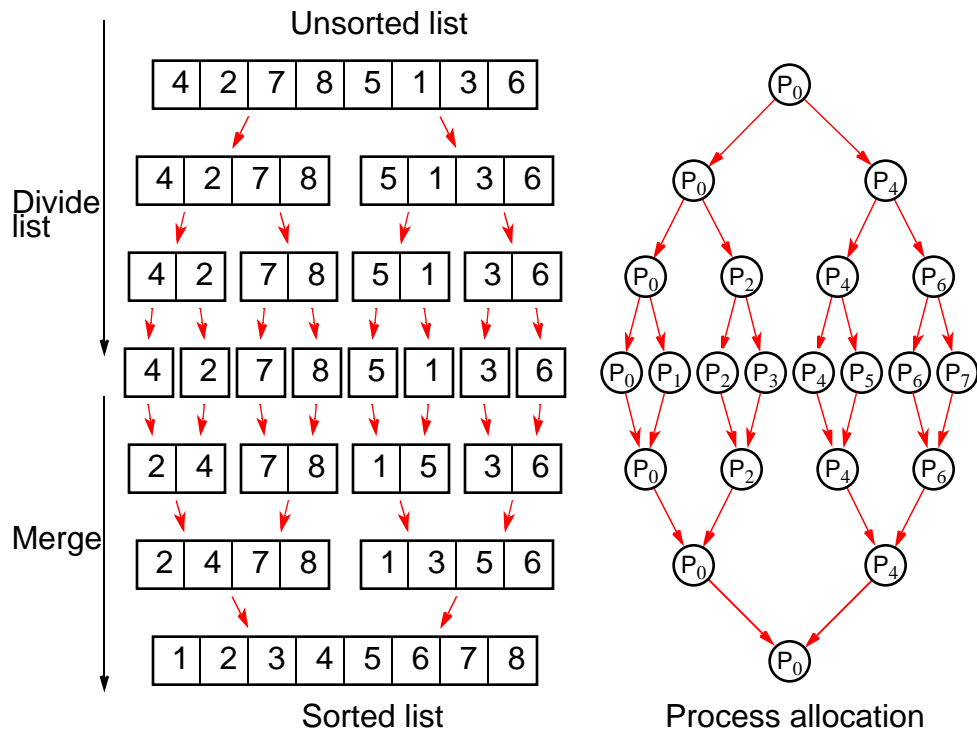 Unsorted list
4 2 7 8 5 1 3 6
P0
4 2 7 8 5 1 3 6
P0 P4
Divide
list
4 2 7 8 5 1 3 6
P0 P2 P4 P6
4 2 7 8 5 1 3 6
P0 P1 P2 P3 P4 P5 P6 P7
2 4 7 8 1 5 3 6
P0 P2 P4 P6
Merge
2 4 7 8 1 3 5 6
P0 P4
1 2 3 4 5 6 7 8
P0
Sorted list
Process allocation